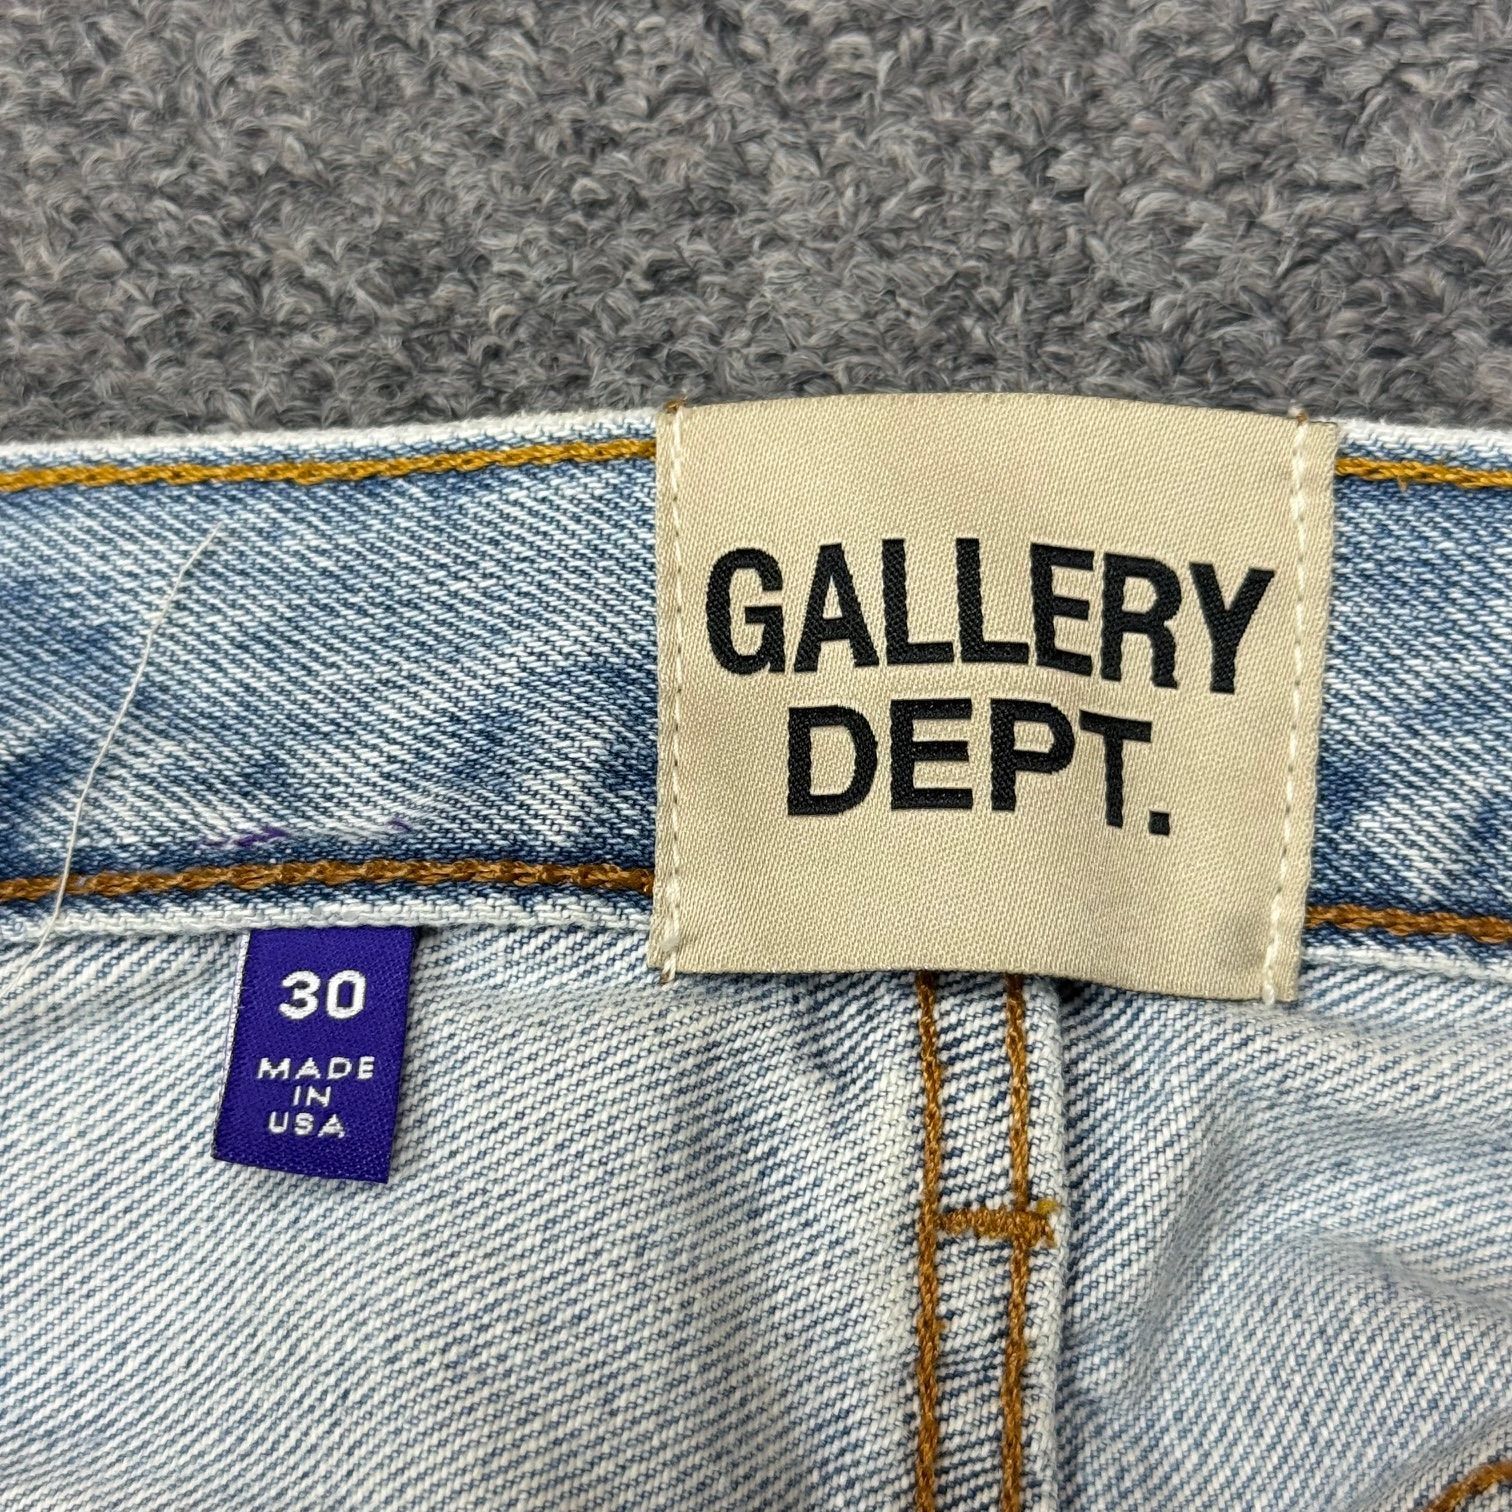 GALLERY
DEPT.
30
MADE
IN
USA